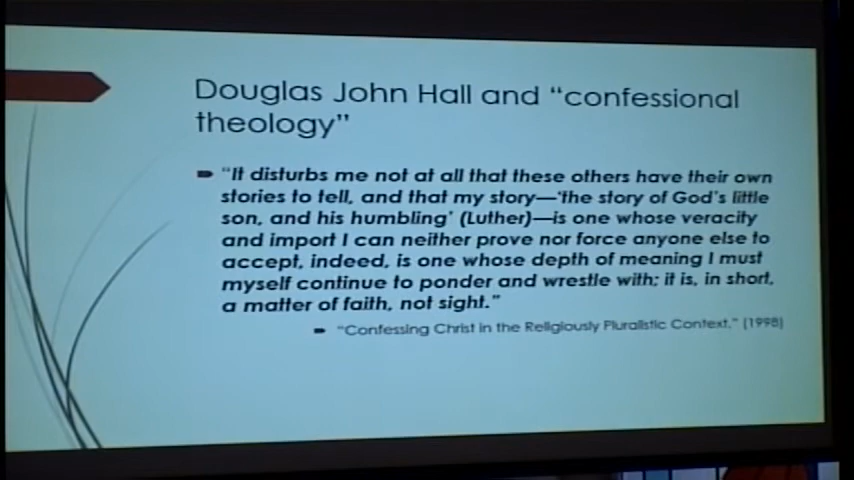 Douglas John Hall and “confessional
theology”
“It disturbs me not at all that these others have their own
stories to tell, and that my story—‘the story of God’s little
son, and his humbling’ (Luther)—is one whose veracity
and import I can neither prove nor force anyone else to
accept, indeed, is one whose depth of meaning I must
myself continue to ponder and wrestle with; it is, in short,
a matter of faith, not sight.”
“Confessing Christ in the Religiously Pluralistic Context.” (1998)